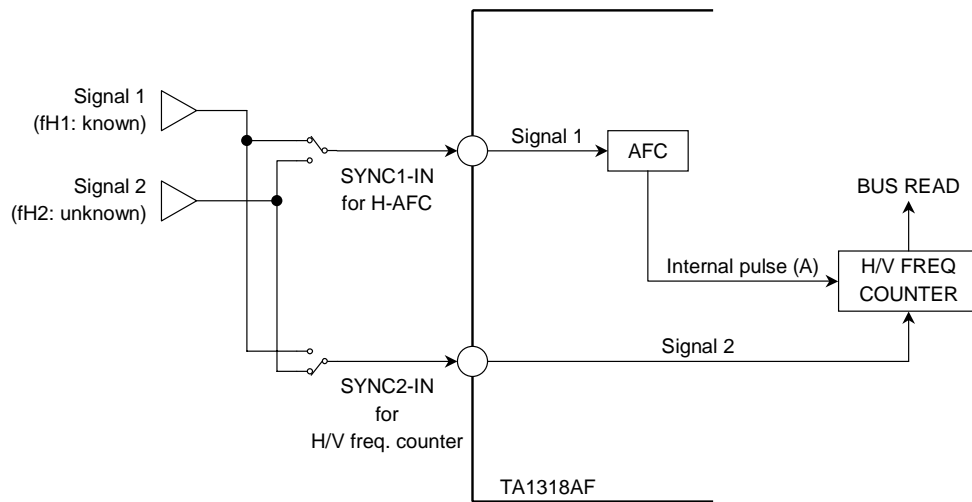 Signal 1
(fH1: known)
Signal 2
(fH2: unknown)
SYNC1-IN
for H-AFC
Signal 1
AFC
BUS READ
Internal pulse (A)
H/V FREQ
COUNTER
Signal 2
SYNC2-IN
for
H/V freq. counter
TA1318AF